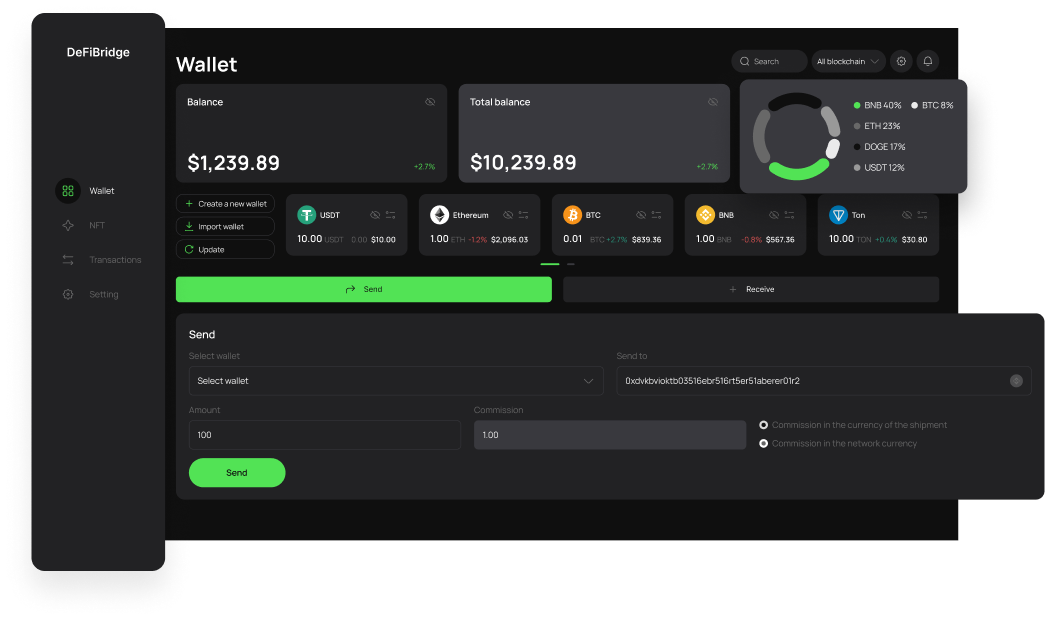 DeFiBridge
Wallet
NFT
Transactions
Setting
Wallet
Search
All blockchain
Balance
$1,239.89
+2.7%
Total balance
$10,239.89
+2.7%
BNB 40% BTC 8%
ETH 23%
DOGE 17%
USDT 12%
Create a new wallet
Import wallet
Update
USDT
10.00 USDT 0.00 $10.00
Ethereum
1.00 ETH -1.2% $2,096.03
BTC
0.01 BTC +2.7% $839.36
BNB
1.00 BNB -0.8% $567.36
Ton
10.00 TON +0.4% $30.80
Send
Receive
Send
Select wallet
Select wallet
Send to
0xdvkbvioktb03516ebr516rt5er51aberer01r2
Amount
100
Commission
1.00
Commission in the currency of the shipment
Commission in the network currency
Send